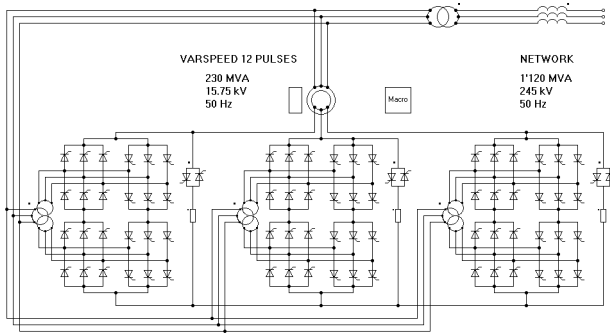 VARSPEED 12 PULSES
230 MVA
15.75 kV
50 Hz
Macro
NETWORK
1'120 MVA
245 kV
50 Hz